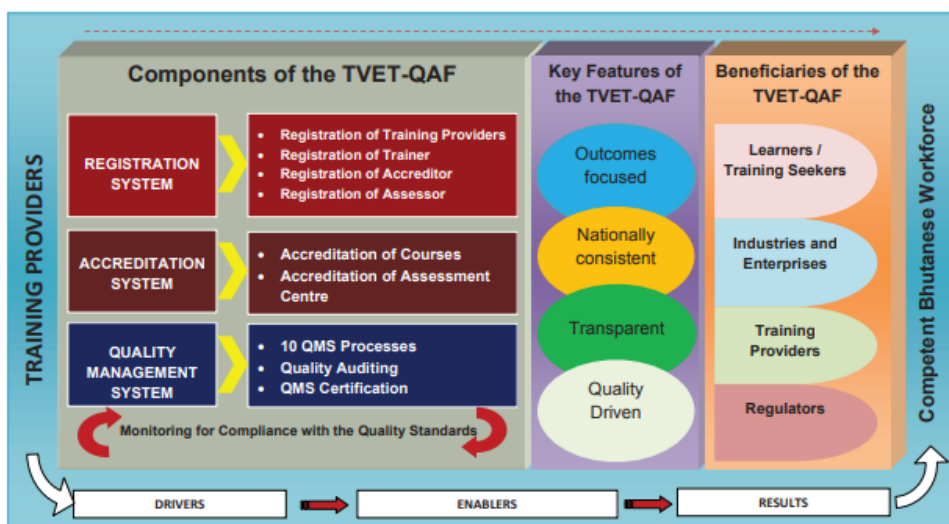 TRAINING PROVIDERS
Components of the TVET-QAF
REGISTRATION
SYSTEM
• Registration of Training Providers
• Registration of Trainer
• Registration of Accreditor
• Registration of Assessor
ACCREDITATION
SYSTEM
• Accreditation of Courses
• Accreditation of Assessment
Centre
QUALITY
MANAGEMENT
SYSTEM
• 10 QMS Processes
• Quality Auditing
• QMS Certification
Monitoring for Compliance with the Quality Standards
Key Features of
the TVET-QAF
Outcomes
focused
Nationally
consistent
Transparent
Quality
Driven
Beneficiaries of the
TVET-QAF
Learners /
Training Seekers
Industries and
Enterprises
Training
Providers
Regulators
Competent Bhutanese Workforce
DRIVERS
ENABLERS
RESULTS